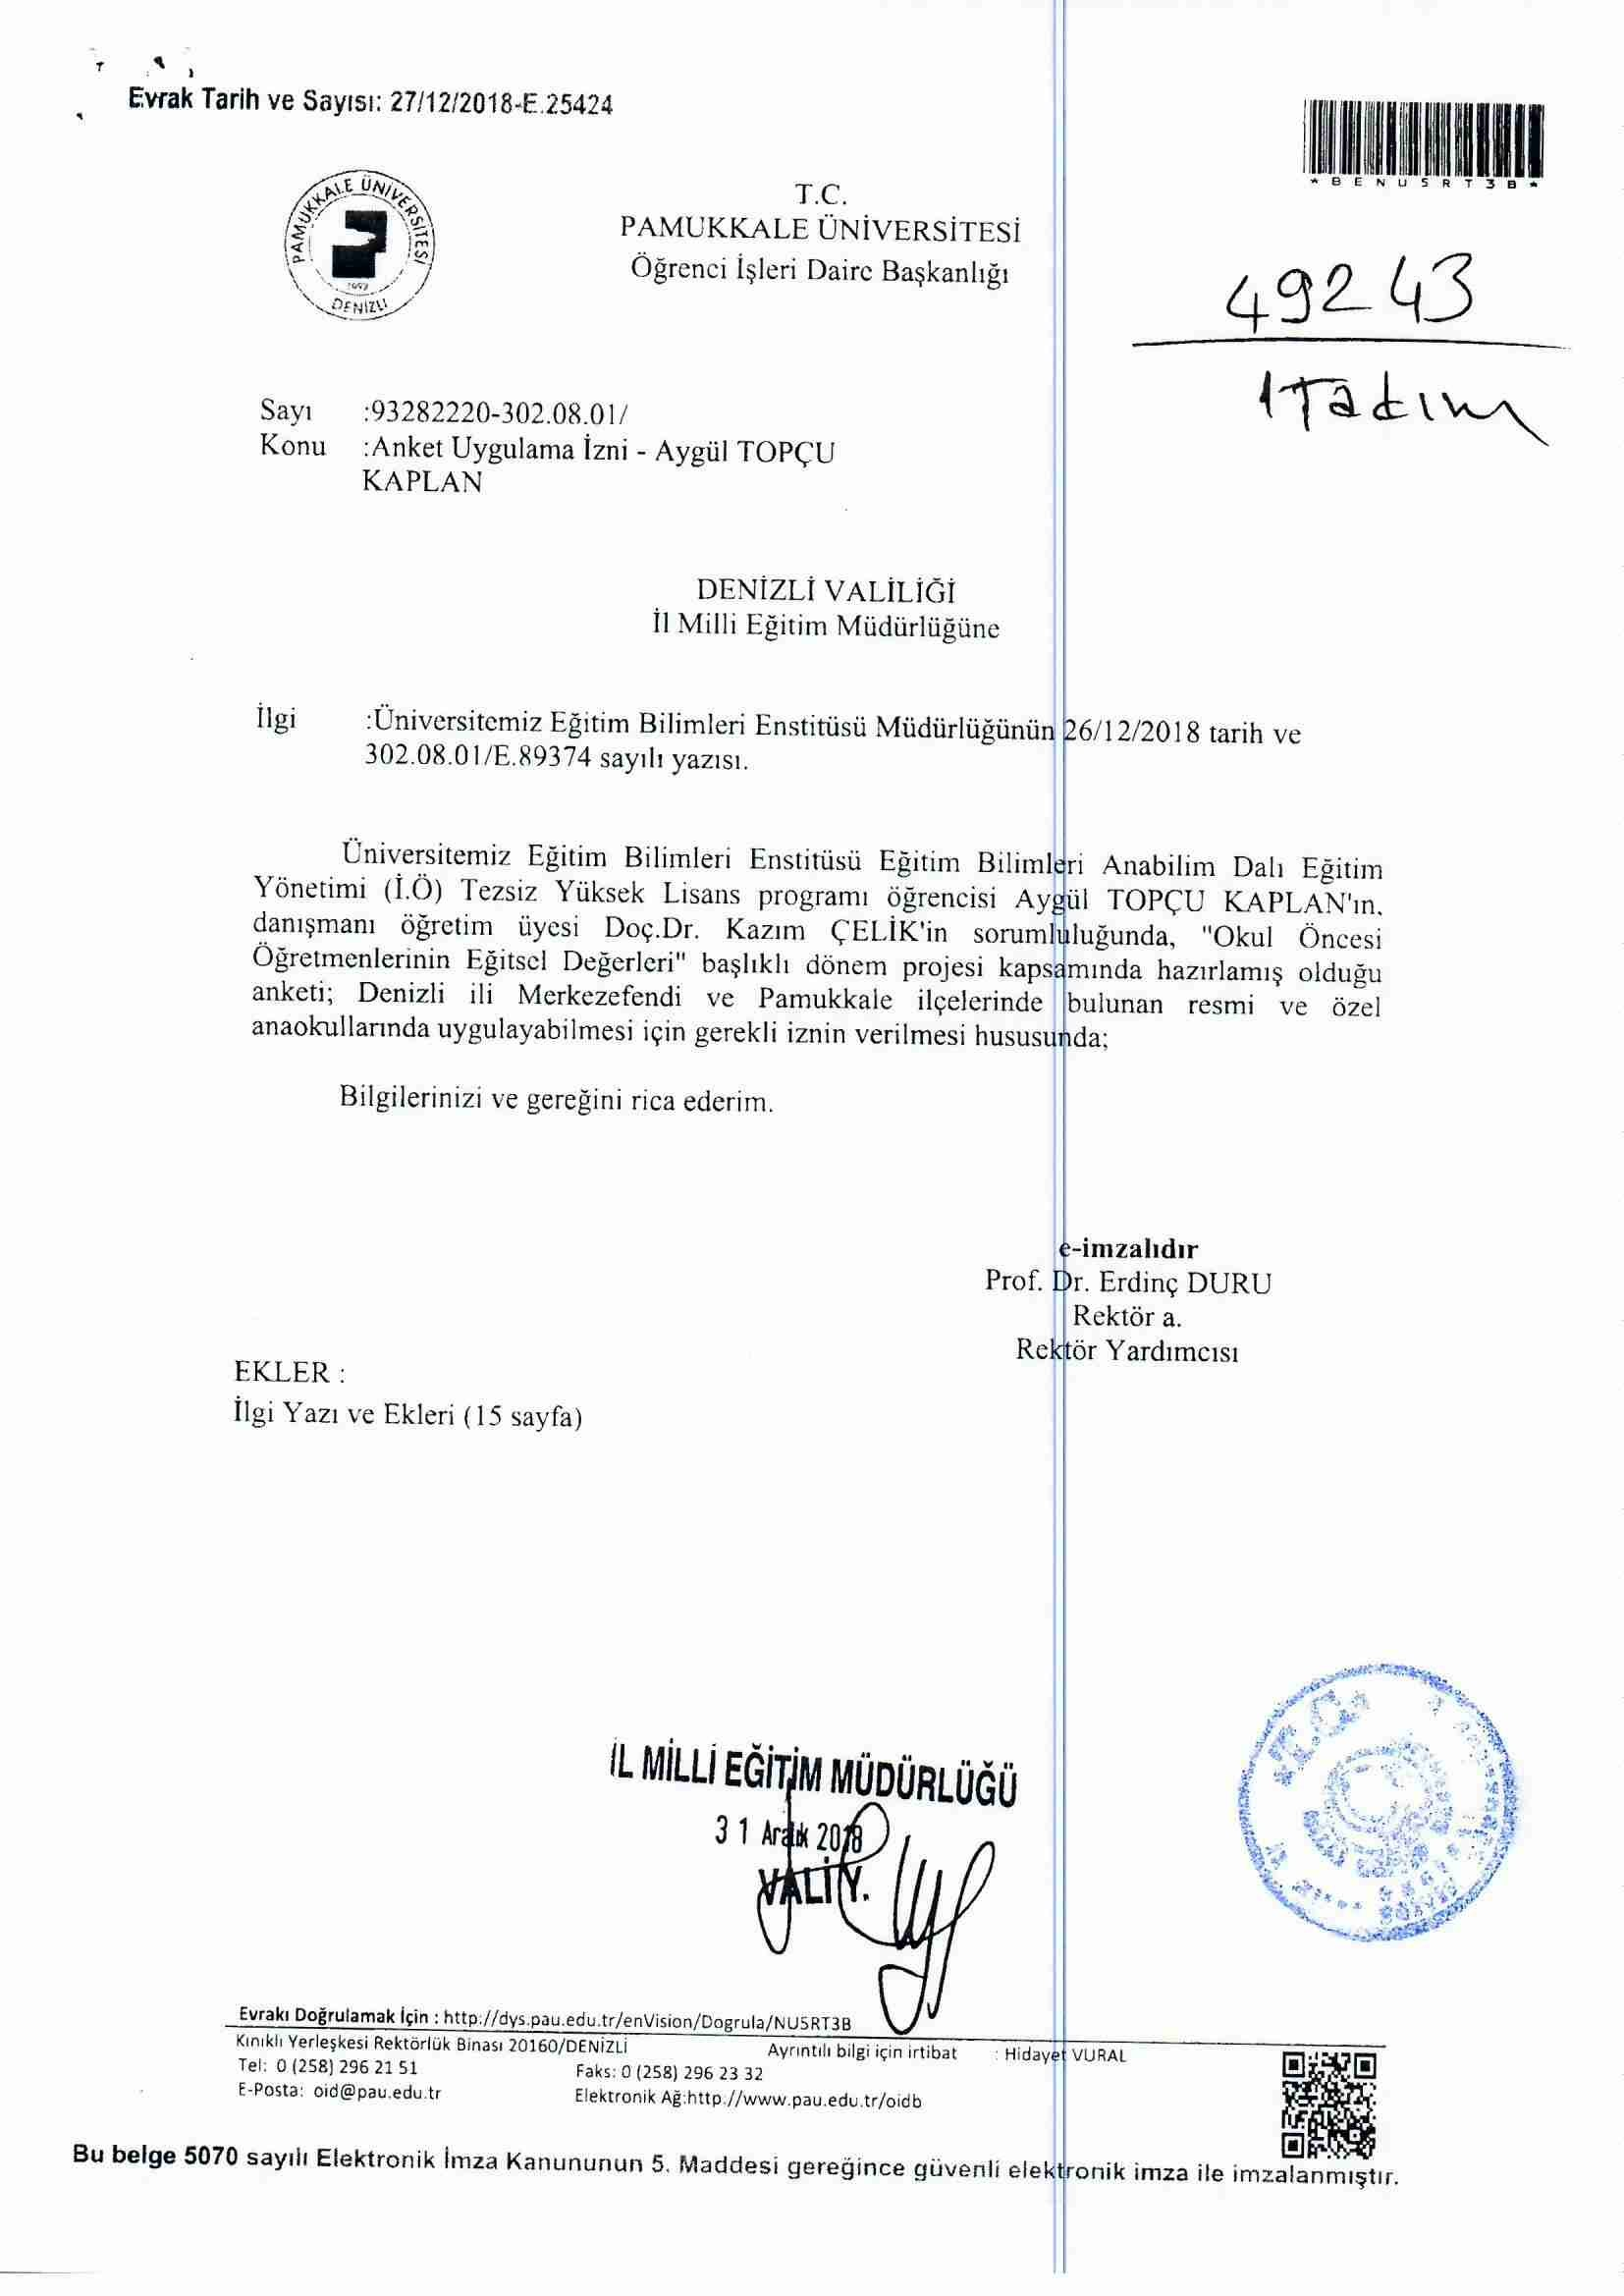 Evrak Tarih ve Sayısı: 27/12/2018-E.25424
*BENU5RT3B*
PAMUKKALE ÜNİVERSİTESİ
1992
DENİZLİ
T.C.
PAMUKKALE ÜNİVERSİTESİ
Öğrenci İşleri Daire Başkanlığı
49243
Sayı :93282220-302.08.01/
Konu :Anket Uygulama İzni - Aygül TOPÇU
KAPLAN
DENİZLİ VALİLİĞİ
İl Milli Eğitim Müdürlüğüne
İlgi :Üniversitemiz Eğitim Bilimleri Enstitüsü Müdürlüğünün 26/12/2018 tarih ve
302.08.01/E.89374 sayılı yazısı.
Üniversitemiz Eğitim Bilimleri Enstitüsü Eğitim Bilimleri Anabilim Dalı Eğitim
Yönetimi (İ.Ö) Tezsiz Yüksek Lisans programı öğrencisi Aygül TOPÇU KAPLAN'ın,
danışmanı öğretim üyesi Doç.Dr. Kazım ÇELİK'in sorumluluğunda, "Okul Öncesi
Öğretmenlerinin Eğitsel Değerleri" başlıklı dönem projesi kapsamında hazırlamış olduğu
anketi; Denizli ili Merkezefendi ve Pamukkale ilçelerinde bulunan resmi ve özel
anaokullarında uygulayabilmesi için gerekli iznin verilmesi hususunda;
Bilgilerinizi ve gereğini rica ederim.
e-imzalıdır
Prof. Dr. Erdinç DURU
Rektör a.
Rektör Yardımcısı
EKLER :
İlgi Yazı ve Ekleri (15 sayfa)
T.C.
İL MİLLİ EĞİTİM MÜDÜRLÜĞÜ
31 Aralık 2018
VALİ Y.
Evrakı Doğrulamak İçin : http://dys.pau.edu.tr/enVision/Dogrula/NU5RT3B
Kınıklı Yerleşkesi Rektörlük Binası 20160/DENİZLİ Ayrıntılı bilgi için irtibat : Hidayet VURAL
Tel: 0 (258) 296 21 51 Faks: 0 (258) 296 23 32
E-Posta: oid@pau.edu.tr Elektronik Ağ:http://www.pau.edu.tr/oidb
Bu belge 5070 sayılı Elektronik İmza Kanununun 5. Maddesi gereğince güvenli elektronik imza ile imzalanmıştır.